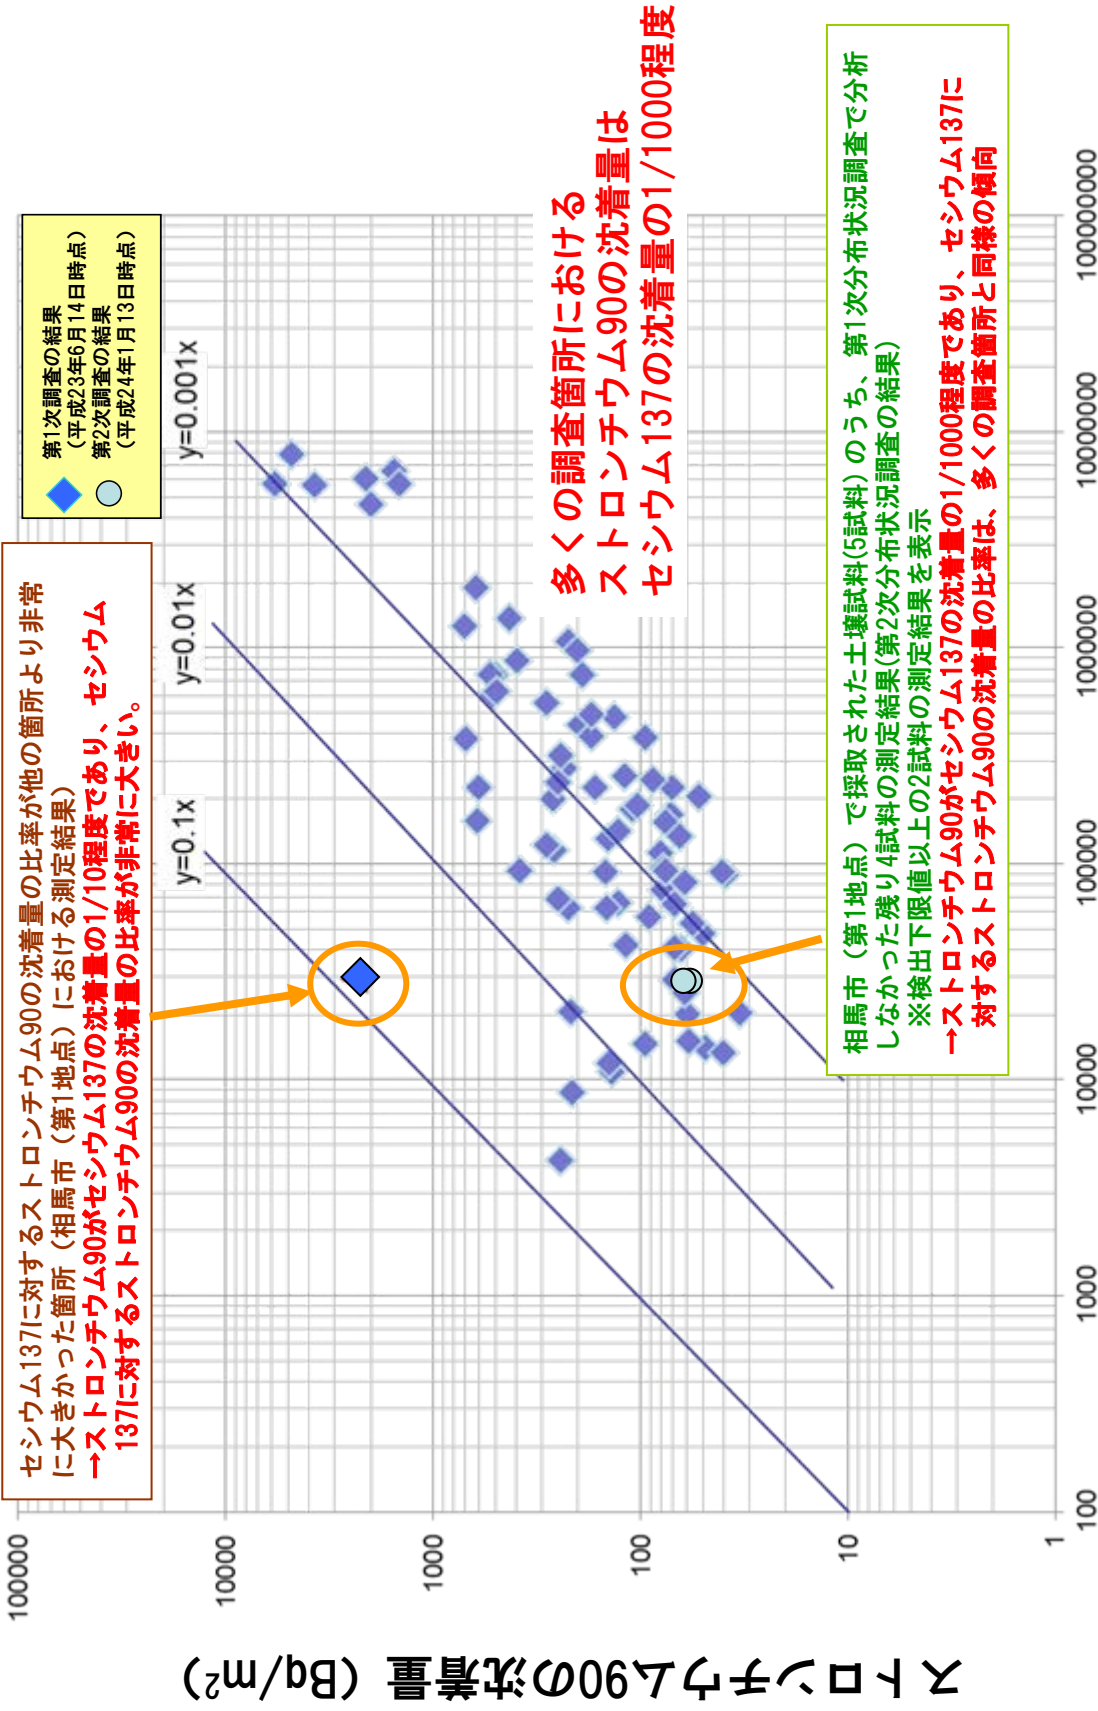 セシウム137に対するストロンチウム90の沈着量の比率が他の箇所より非常
に大きかった箇所（相馬市（第1地点）における測定結果）
→ストロンチウム90がセシウム137の沈着量の1/10程度であり、セシウム
137に対するストロンチウム90の沈着量の比率が非常に大きい。
第1次調査の結果
（平成23年6月14日時点）
第2次調査の結果
（平成24年1月13日時点）
y=0.1x
y=0.01x
y=0.001x
多くの調査箇所における
ストロンチウム90の沈着量は
セシウム137の沈着量の1/1000程度
相馬市（第1地点）で採取された土壌試料(5試料)のうち、第1次分布状況調査で分析
しなかった残り4試料の測定結果(第2次分布状況調査の結果)
※検出下限値以上の2試料の測定結果を表示
→ストロンチウム90がセシウム137の沈着量の1/1000程度であり、セシウム137に
対するストロンチウム90の沈着量の比率は、多くの調査箇所と同様の傾向
ストロンチウム90の沈着量（Bq/m²）
100000
10000
1000
100
10
1
100
1000
10000
100000
1000000
10000000
100000000